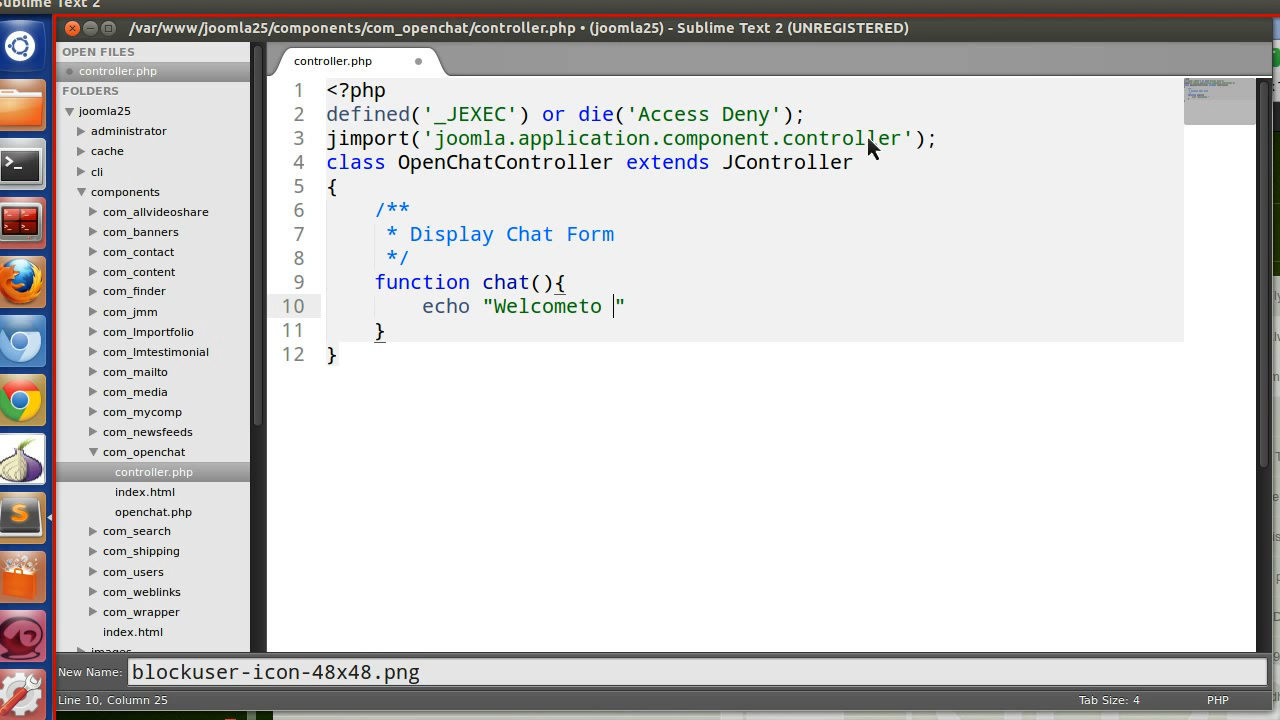 Sublime Text 2
/var/www/joomla25/components/com_openchat/controller.php • (joomla25) - Sublime Text 2 (UNREGISTERED)
OPEN FILES
controller.php
FOLDERS
joomla25
administrator
cache
cli
components
com_allvideoshare
com_banners
com_contact
com_content
com_finder
com_jmm
com_lmportfolio
com_lmtestimonial
com_mailto
com_media
com_mycomp
com_newsfeeds
com_openchat
controller.php
index.html
openchat.php
com_search
com_shipping
com_users
com_weblinks
com_wrapper
index.html
images
controller.php
1 <?php
2 defined('_JEXEC') or die('Access Deny');
3 jimport('joomla.application.component.controller');
4 class OpenChatController extends JController
5 {
6 /**
7 * Display Chat Form
8 */
9 function chat(){
10 echo "Welcometo "
11 }
12 }
New Name: blockuser-icon-48x48.png
Line 10, Column 25
Tab Size: 4
PHP